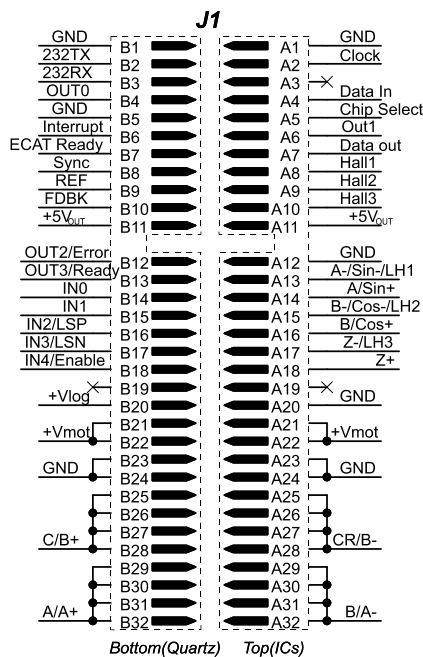 J1
GND B1 A1 GND
232TX B2 A2 Clock
232RX B3 A3
OUT0 B4 A4 Data In
GND B5 A5 Chip Select
Interrupt B6 A6 Out1
ECAT Ready B7 A7 Data out
Sync B8 A8 Hall1
REF B9 A9 Hall2
FDBK B10 A10 Hall3
+5VOUT B11 A11 +5VOUT
OUT2/Error B12 A12 GND
OUT3/Ready B13 A13 A-/Sin-/LH1
IN0 B14 A14 A/Sin+
IN1 B15 A15 B-/Cos-/LH2
IN2/LSP B16 A16 B/Cos+
IN3/LSN B17 A17 Z-/LH3
IN4/Enable B18 A18 Z+
B19 A19
+Vlog B20 A20 GND
B21 A21
+Vmot B22 A22 +Vmot
B23 A23
GND B24 A24 GND
B25 A25
B26 A26
B27 A27
C/B+ B28 A28 CR/B-
B29 A29
B30 A30
B31 A31
A/A+ B32 A32 B/A-
Bottom(Quartz) Top(ICs)